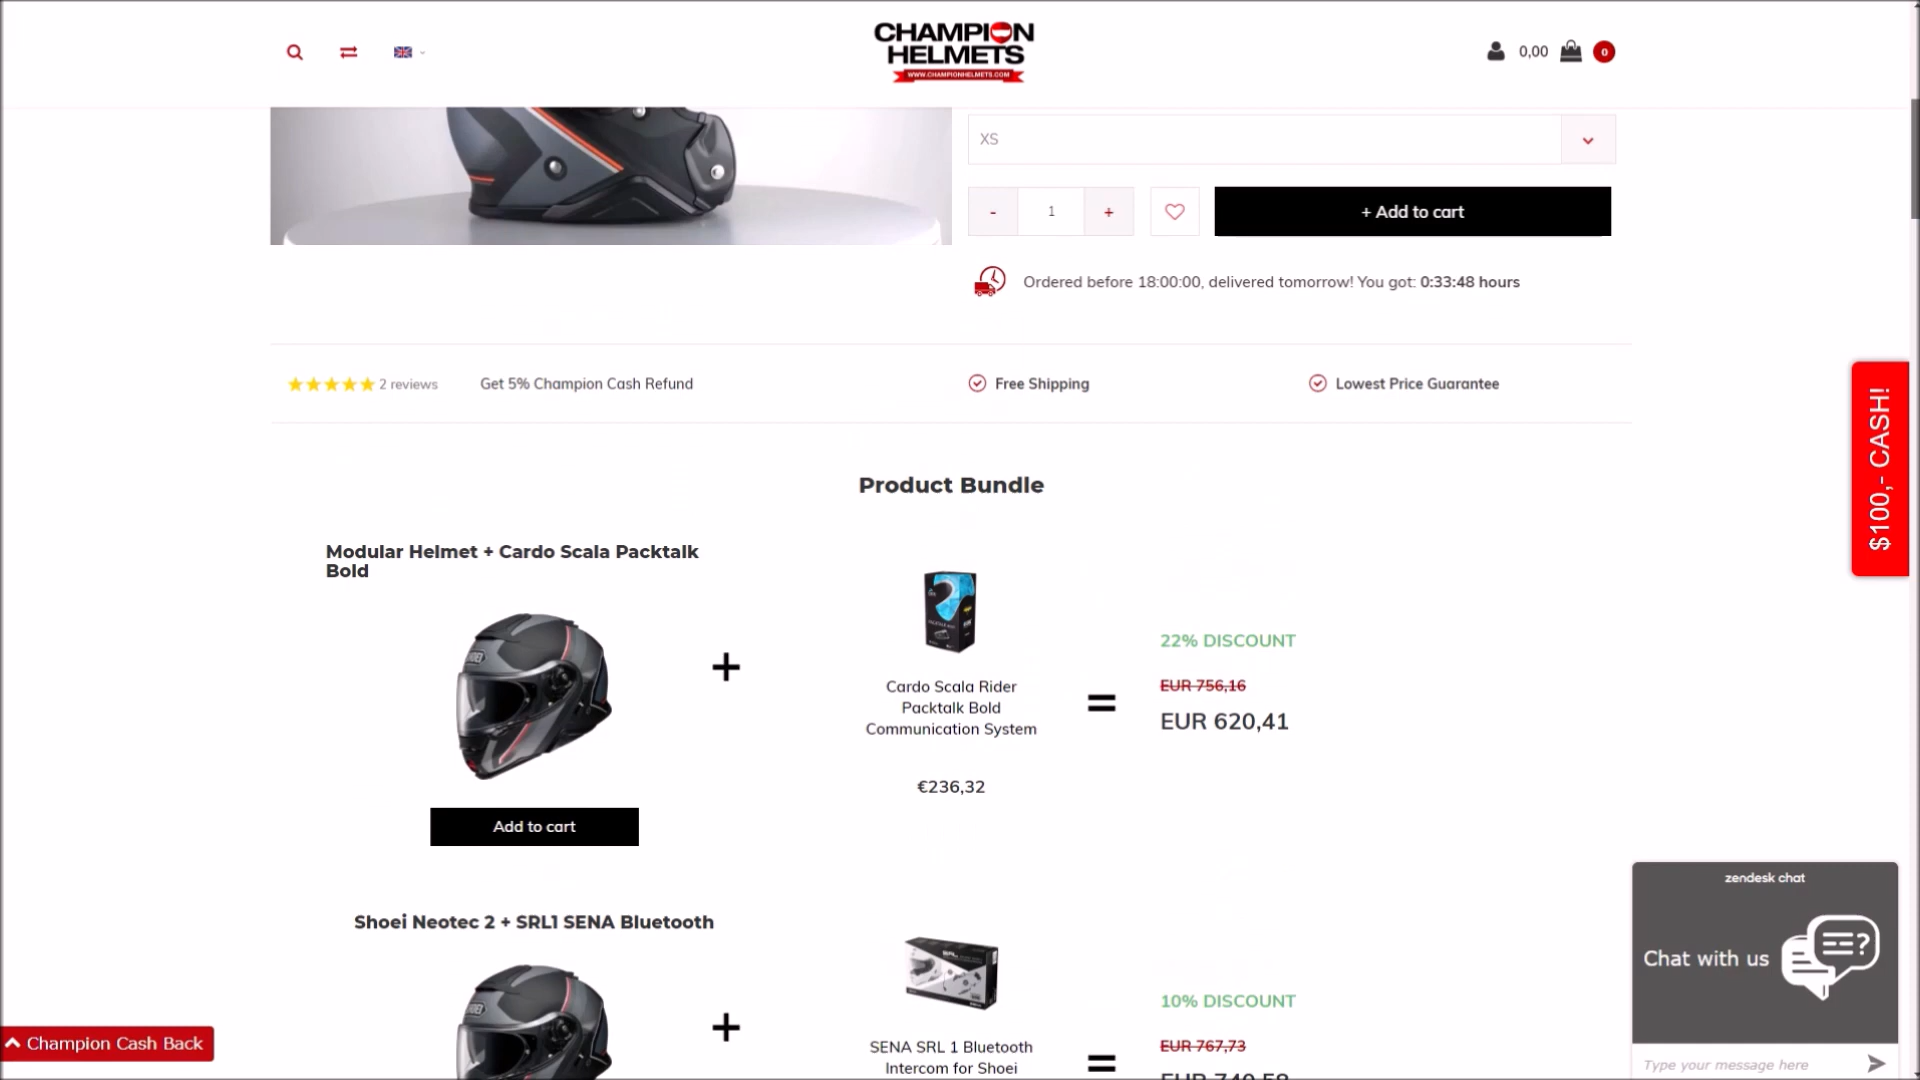 CHAMPION
HELMETS
WWW.CHAMPIONHELMETS.COM
0,00
0
XS
-
1
+
+ Add to cart
Ordered before 18:00:00, delivered tomorrow! You got: 0:33:48 hours
2 reviews
Get 5% Champion Cash Refund
Free Shipping
Lowest Price Guarantee
$100,- CASH!
Product Bundle
Modular Helmet + Cardo Scala Packtalk
Bold
SHOEI
+
Cardo Scala Rider
Packtalk Bold
Communication System
€236,32
=
22% DISCOUNT
EUR 756,16
EUR 620,41
Add to cart
Shoei Neotec 2 + SRL1 SENA Bluetooth
SHOEI
+
SENA SRL 1 Bluetooth
Intercom for Shoei
=
10% DISCOUNT
EUR 767,73
EUR 740,58
Champion Cash Back
zendesk chat
Chat with us
Type your message here